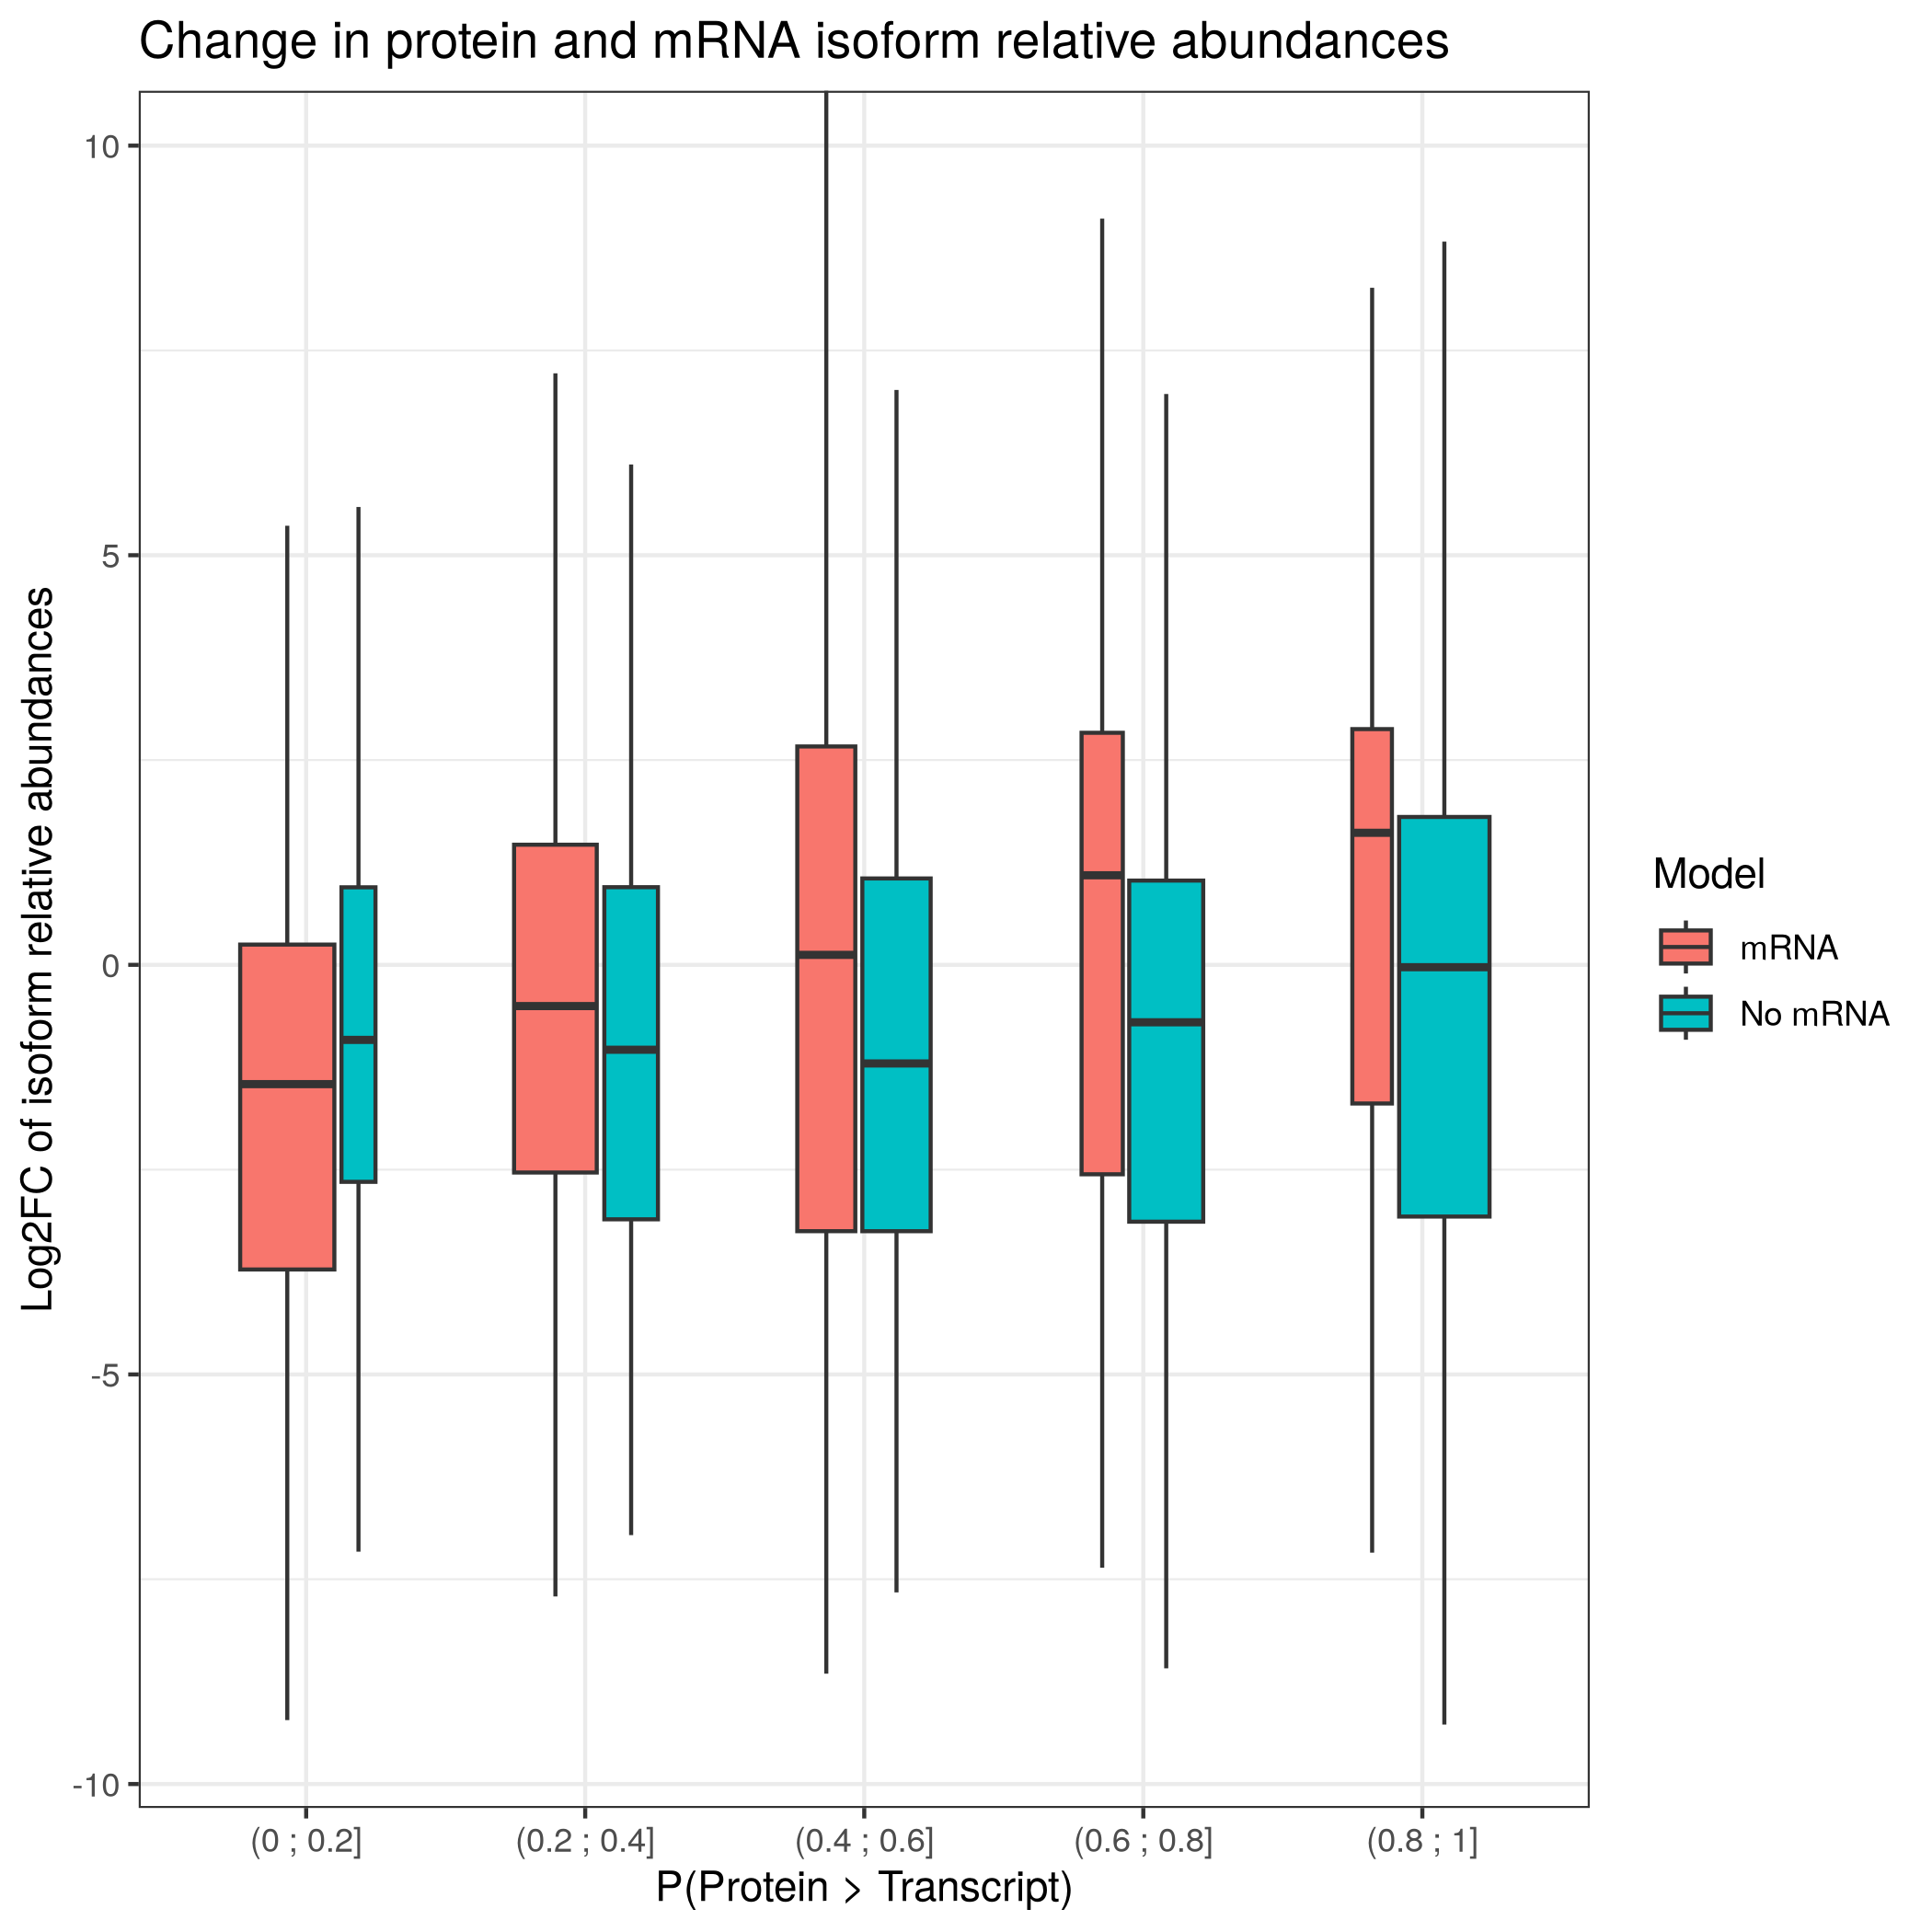 Change in protein and mRNA isoform relative abundances
Log2FC of isoform relative abundances
10
5
0
-5
-10
(0 ; 0.2]
(0.2 ; 0.4]
(0.4 ; 0.6]
(0.6 ; 0.8]
(0.8 ; 1]
P(Protein > Transcript)
Model
mRNA
No mRNA